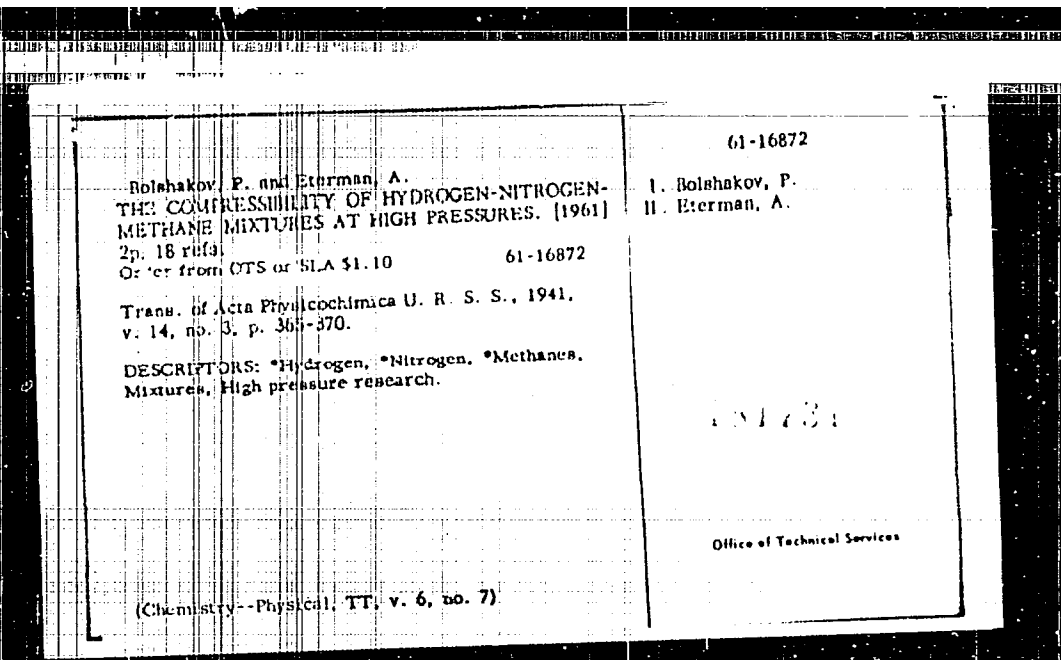 Bolshakov, P. and Eterman, A.
THE COMPRESSIBILITY OF HYDROGEN-NITROGEN-
METHANE MIXTURES AT HIGH PRESSURES. [1961]
2p. 18 refs.
Order from OTS or SLA $1.10 61-16872
Trans. of Acta Physicochimica U. R. S. S., 1941,
v. 14, no. 3, p. 365-370.
DESCRIPTORS: *Hydrogen, *Nitrogen, *Methanes,
Mixtures, High pressure research.
(Chemistry--Physical, TT, v. 6, no. 7)
61-16872
I. Bolshakov, P.
II. Eterman, A.
Office of Technical Services